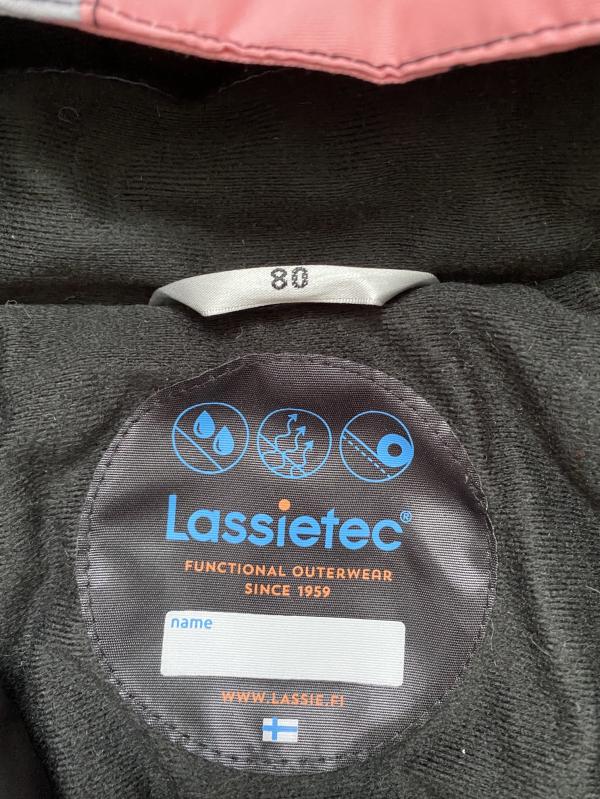 80
Lassietec®
FUNCTIONAL OUTERWEAR
SINCE 1959
name
WWW.LASSIE.FI